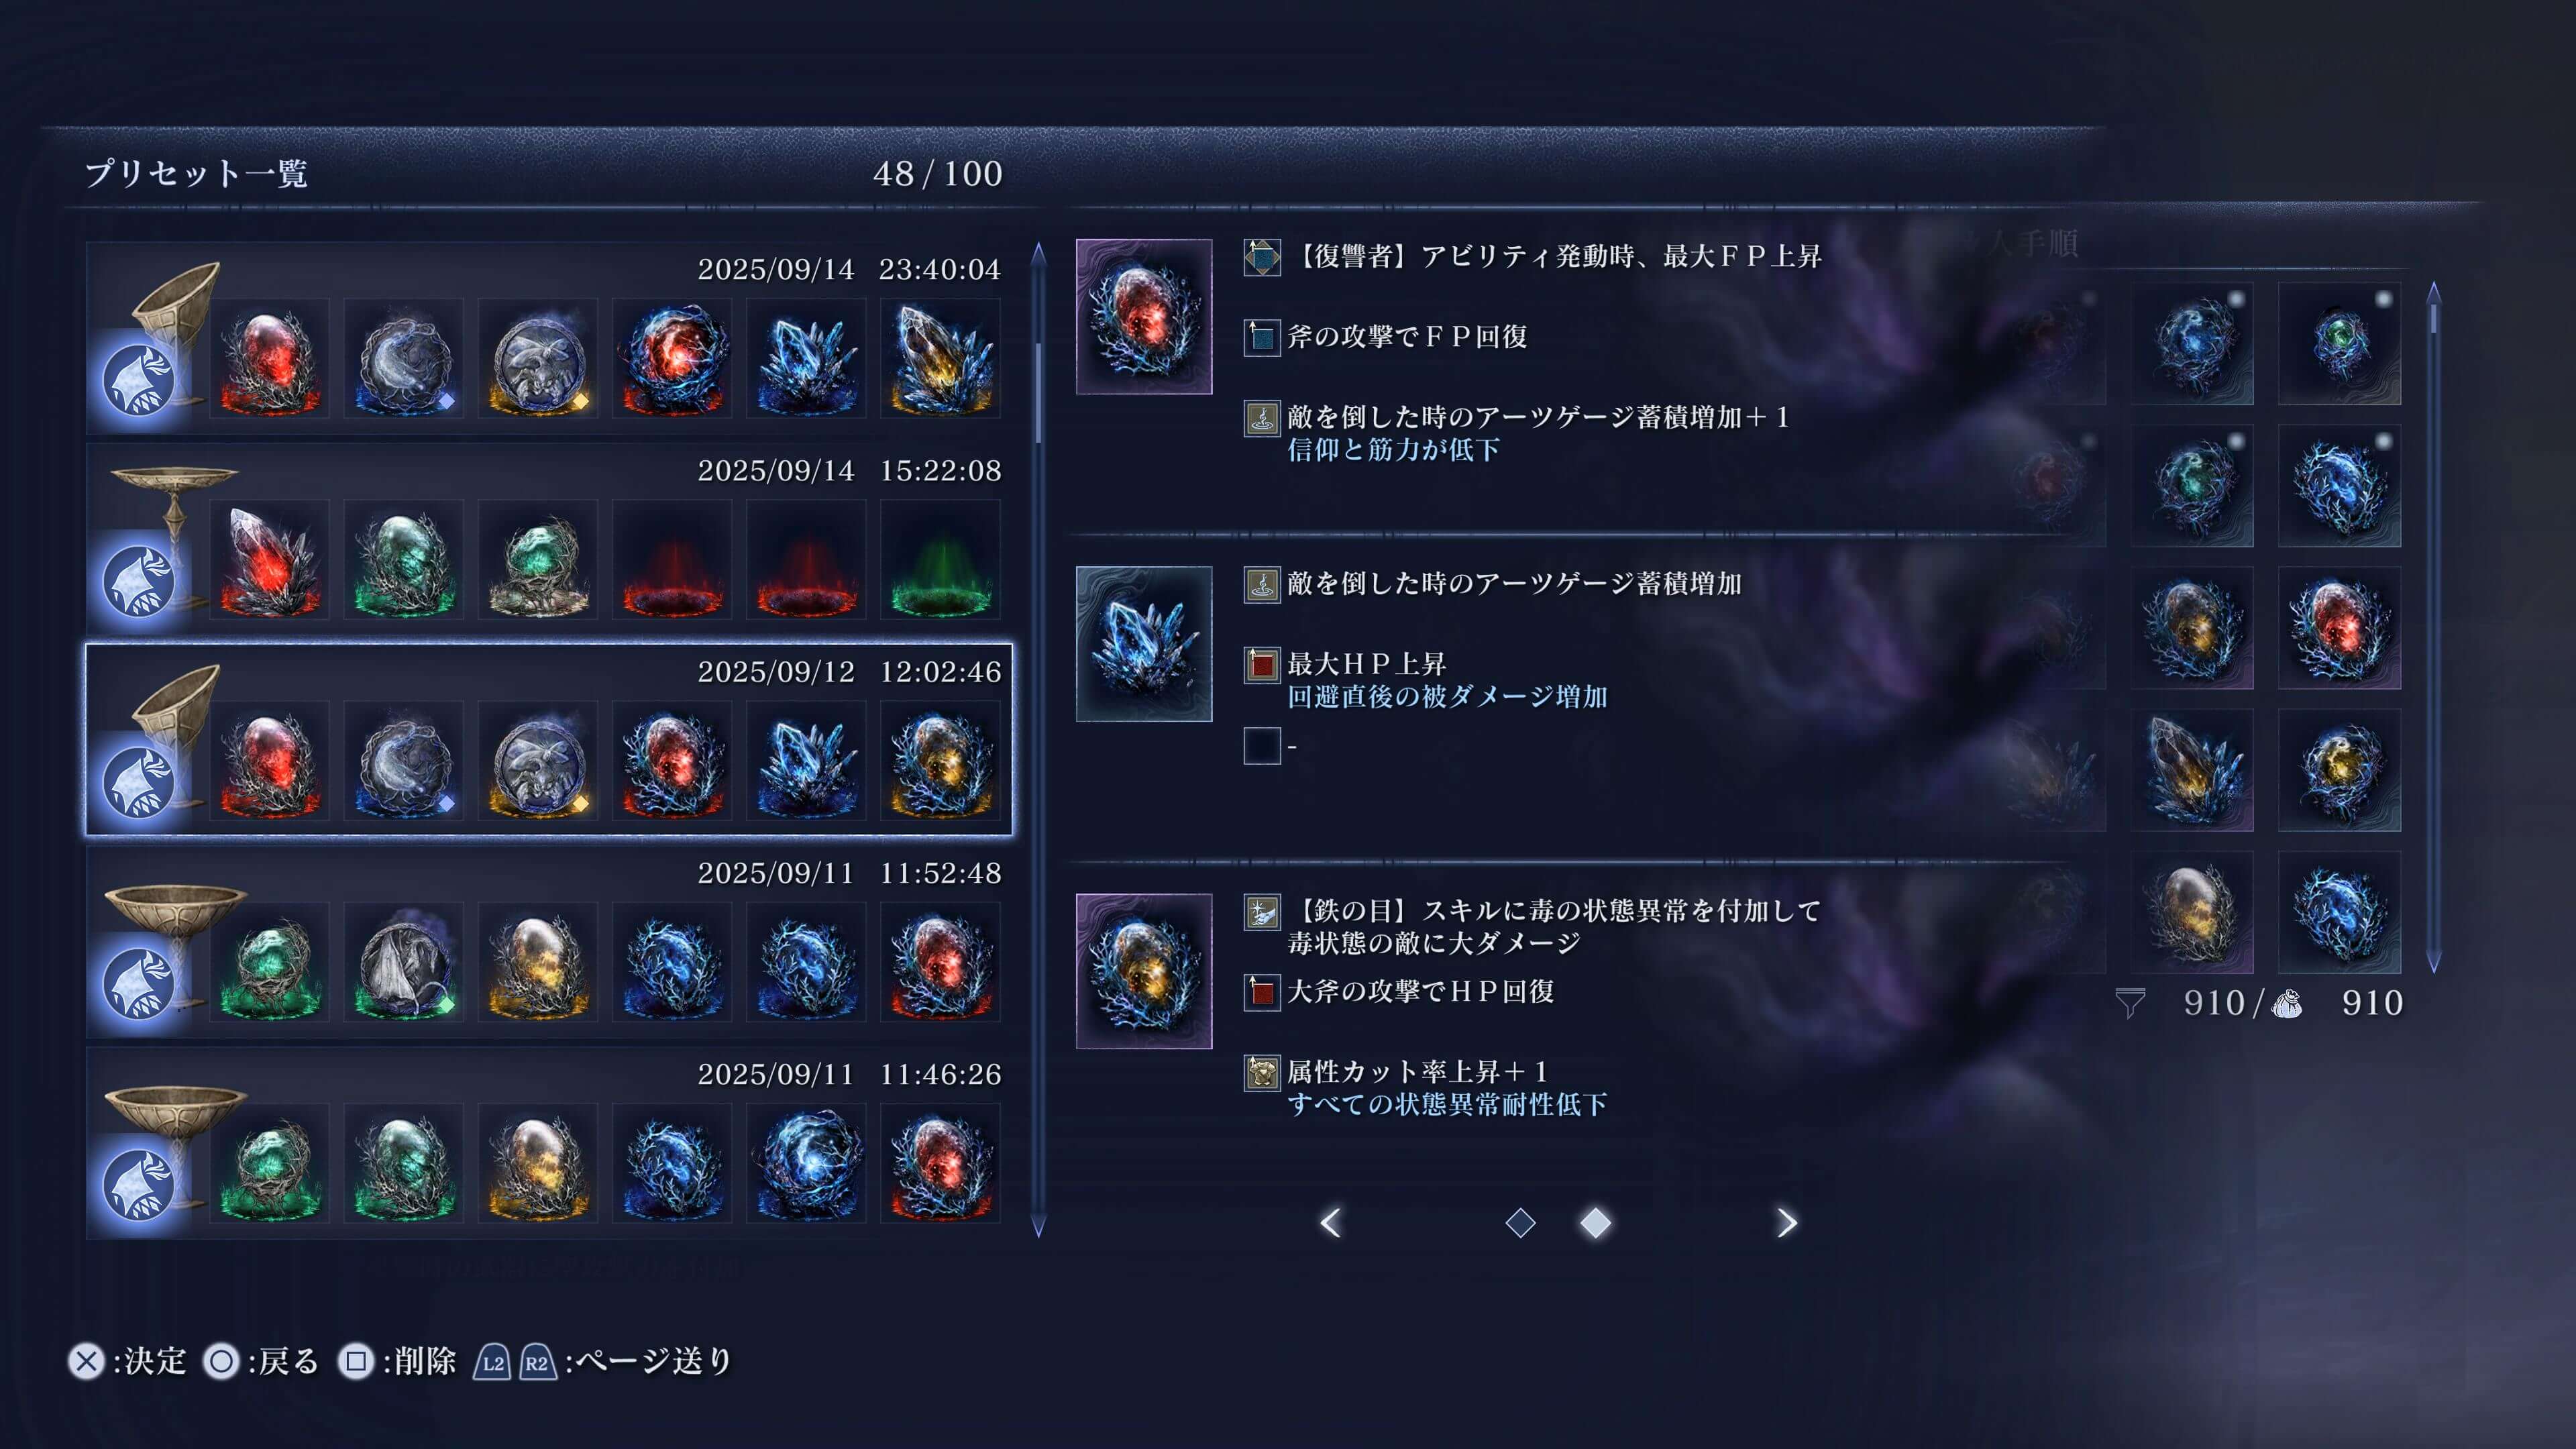 プリセット一覧
48/100
2025/09/14 23:40:04
2025/09/14 15:22:08
2025/09/12 12:02:46
2025/09/11 11:52:48
2025/09/11 11:46:26
【復讐者】アビリティ発動時、最大ＦＰ上昇
斧の攻撃でＦＰ回復
敵を倒した時のアーツゲージ蓄積増加＋１
信仰と筋力が低下
敵を倒した時のアーツゲージ蓄積増加
最大ＨＰ上昇
回避直後の被ダメージ増加
-
【鉄の目】スキルに毒の状態異常を付加して
毒状態の敵に大ダメージ
大斧の攻撃でＨＰ回復
属性カット率上昇＋１
すべての状態異常耐性低下
入手順
910/ 910
:決定 :戻る :削除 L2 R2 :ページ送り